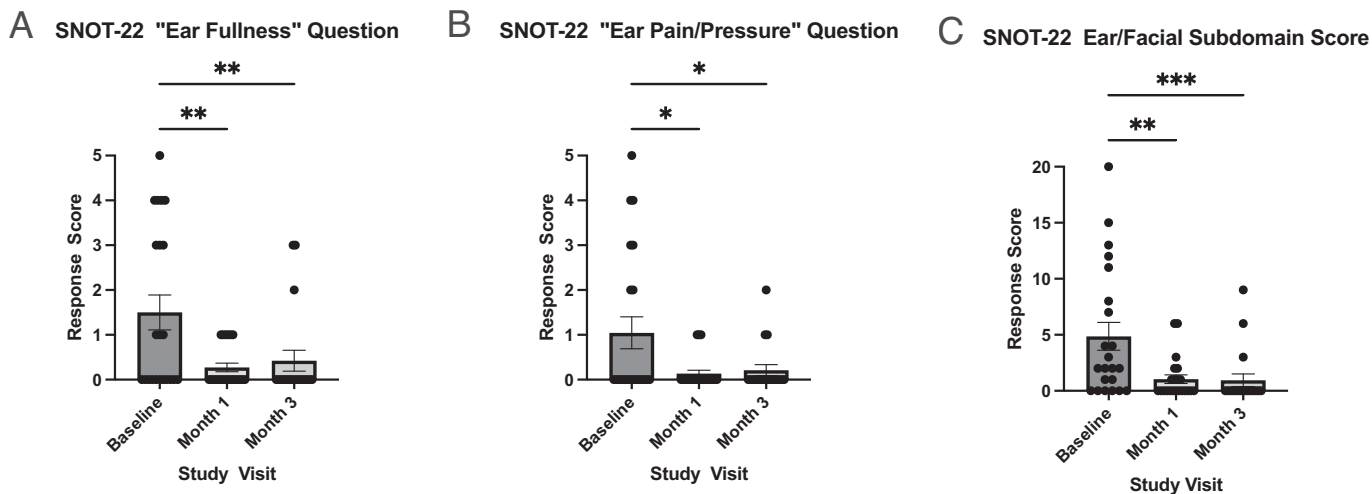 A SNOT-22 "Ear Fullness" Question
**
**
Response Score
5
4
3
2
1
0
Baseline
Month 1
Month 3
Study Visit
B SNOT-22 "Ear Pain/Pressure" Question
*
*
Response Score
5
4
3
2
1
0
Baseline
Month 1
Month 3
Study Visit
C SNOT-22 Ear/Facial Subdomain Score
***
**
Response Score
20
15
10
5
0
Baseline
Month 1
Month 3
Study Visit